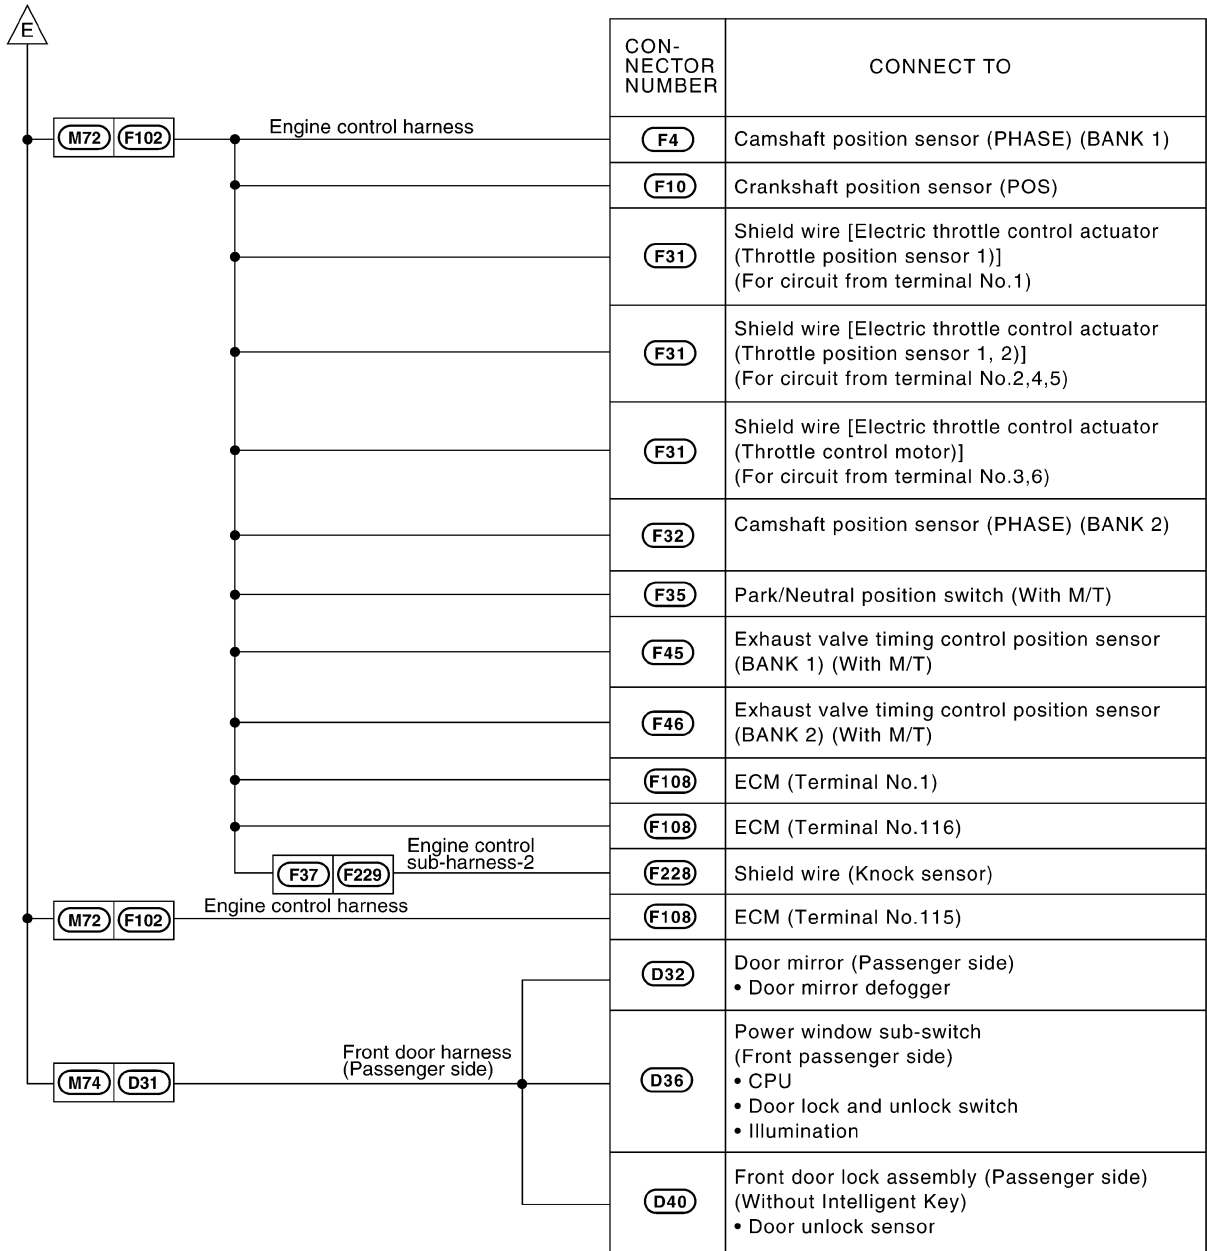 E
CON-
NECTOR
NUMBER
CONNECT TO
M72 F102
Engine control harness
F4
Camshaft position sensor (PHASE) (BANK 1)
F10
Crankshaft position sensor (POS)
F31
Shield wire [Electric throttle control actuator
(Throttle position sensor 1)]
(For circuit from terminal No.1)
F31
Shield wire [Electric throttle control actuator
(Throttle position sensor 1, 2)]
(For circuit from terminal No.2,4,5)
F31
Shield wire [Electric throttle control actuator
(Throttle control motor)]
(For circuit from terminal No.3,6)
F32
Camshaft position sensor (PHASE) (BANK 2)
F35
Park/Neutral position switch (With M/T)
F45
Exhaust valve timing control position sensor
(BANK 1) (With M/T)
F46
Exhaust valve timing control position sensor
(BANK 2) (With M/T)
F108
ECM (Terminal No.1)
F108
ECM (Terminal No.116)
F37 F229
Engine control
sub-harness-2
F228
Shield wire (Knock sensor)
M72 F102
Engine control harness
F108
ECM (Terminal No.115)
D32
Door mirror (Passenger side)
• Door mirror defogger
M74 D31
Front door harness
(Passenger side)
D36
Power window sub-switch
(Front passenger side)
• CPU
• Door lock and unlock switch
• Illumination
D40
Front door lock assembly (Passenger side)
(Without Intelligent Key)
• Door unlock sensor